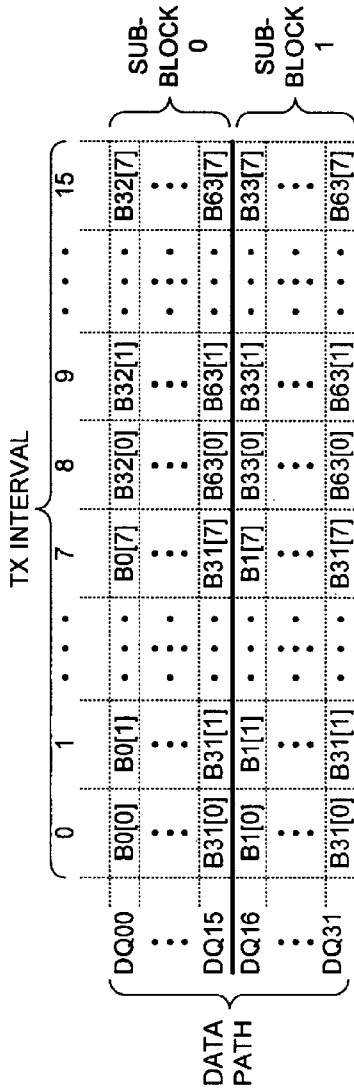 TX INTERVAL
0 1 • • • 7 8 9 • • • 15
DQ00 B0[0] B0[1] • • • B0[7] B32[0] B32[1] • • • B32[7]
DQ15 B31[0] B31[1] • • • B31[7] B63[0] B63[1] • • • B63[7]
DQ16 B1[0] B1[1] • • • B1[7] B33[0] B33[1] • • • B33[7]
DQ31 B31[0] B31[1] • • • B31[7] B63[0] B63[1] • • • B63[7]
DATA
PATH
SUB-
BLOCK
0
SUB-
BLOCK
1